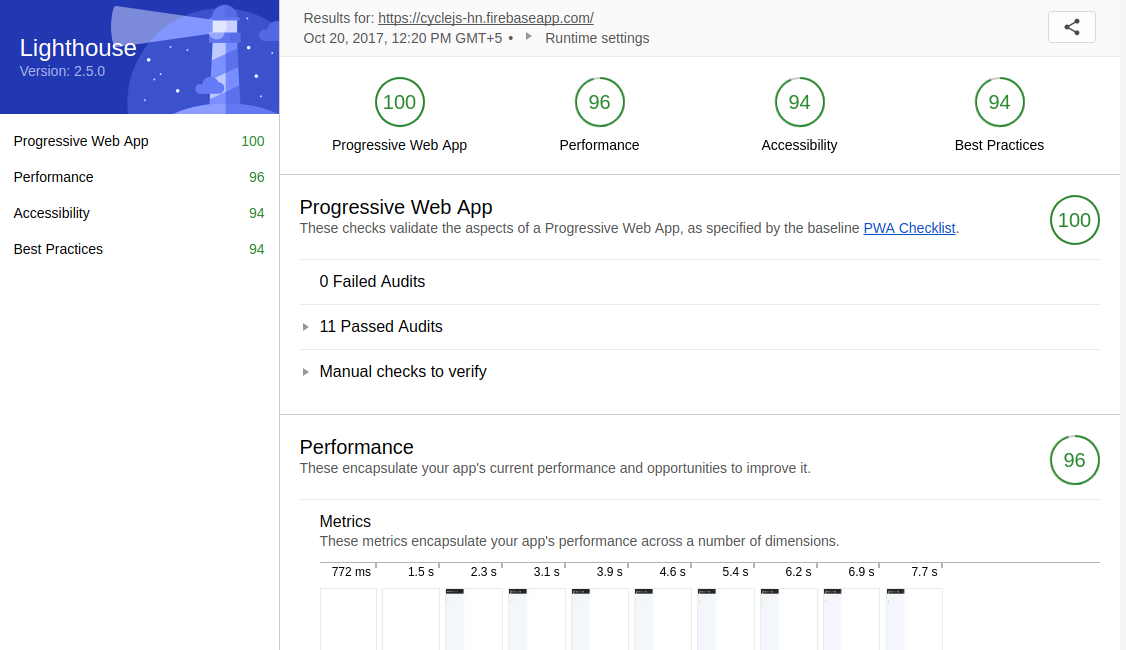 Lighthouse
Version: 2.5.0
Progressive Web App 100
Performance 96
Accessibility 94
Best Practices 94
Results for: https://cyclejs-hn.firebaseapp.com/
Oct 20, 2017, 12:20 PM GMT+5 • Runtime settings
100 96 94 94
Progressive Web App Performance Accessibility Best Practices
Progressive Web App
These checks validate the aspects of a Progressive Web App, as specified by the baseline PWA Checklist.
100
0 Failed Audits
11 Passed Audits
Manual checks to verify
Performance
These encapsulate your app's current performance and opportunities to improve it.
96
Metrics
These metrics encapsulate your app's performance across a number of dimensions.
772 ms 1.5 s 2.3 s 3.1 s 3.9 s 4.6 s 5.4 s 6.2 s 6.9 s 7.7 s